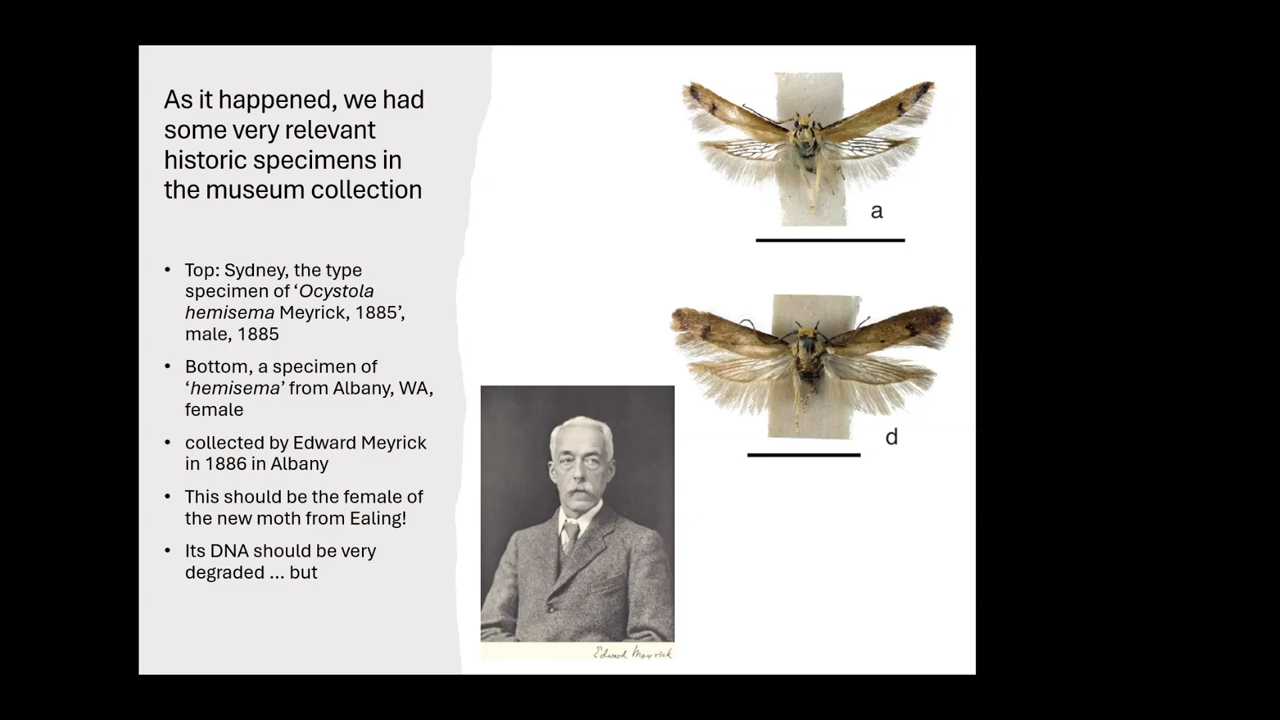 As it happened, we had
some very relevant
historic specimens in
the museum collection
• Top: Sydney, the type
specimen of ‘Ocystola
hemisema Meyrick, 1885’,
male, 1885
• Bottom, a specimen of
‘hemisema’ from Albany, WA,
female
• collected by Edward Meyrick
in 1886 in Albany
• This should be the female of
the new moth from Ealing!
• Its DNA should be very
degraded ... but
a
d
Edward Meyrick